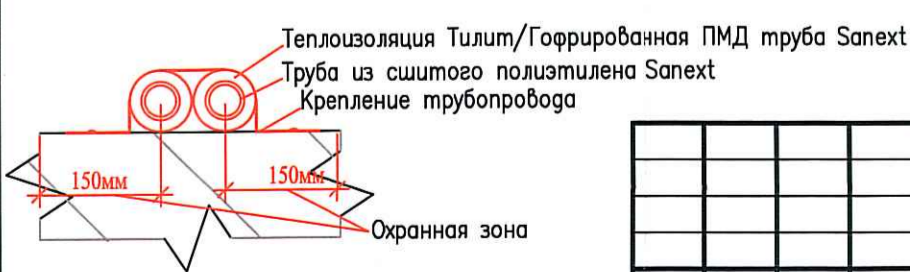 Теплоизоляция Тилит/Гофрированная ПМД труба Sanext
Труба из сшитого полиэтилена Sanext
Крепление трубопровода
150мм 150мм
Охранная зона